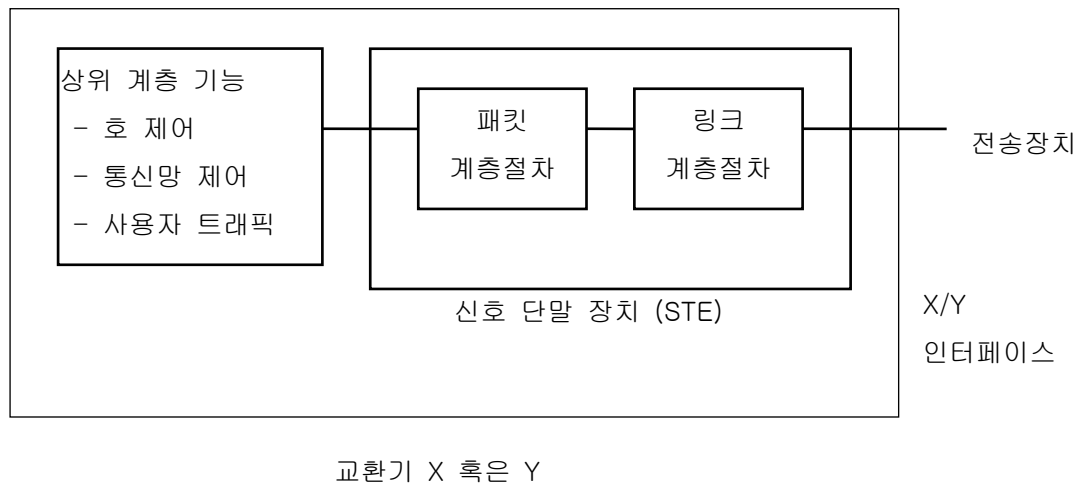 상위 계층 기능
- 호 제어
- 통신망 제어
- 사용자 트래픽
패킷
계층절차
링크
계층절차
전송장치
신호 단말 장치 (STE)
X/Y
인터페이스
교환기 X 혹은 Y